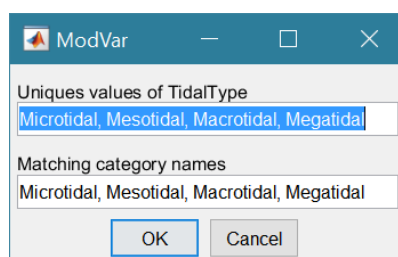 ModVar
Uniques values of TidalType
Microtidal, Mesotidal, Macrotidal, Megatidal
Matching category names
Microtidal, Mesotidal, Macrotidal, Megatidal
OK Cancel